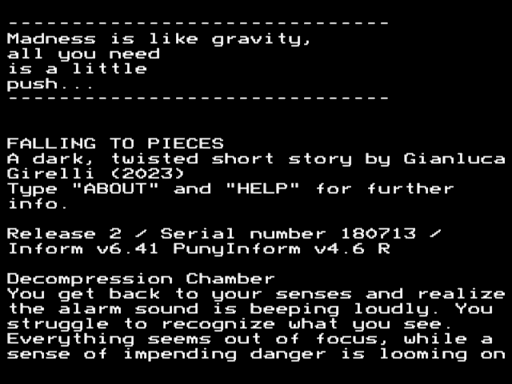 ------------------------------
Madness is like gravity,
all you need
is a little
push...
------------------------------
FALLING TO PIECES
A dark, twisted short story by Gianluca
Girelli (2023)
Type "ABOUT" and "HELP" for further
info.
Release 2 / Serial number 180713 /
Inform v6.41 PunyInform v4.6 R
Decompression Chamber
You get back to your senses and realize
the alarm sound is beeping loudly. You
struggle to recognize what you see.
Everything seems out of focus, while a
sense of impending danger is looming on